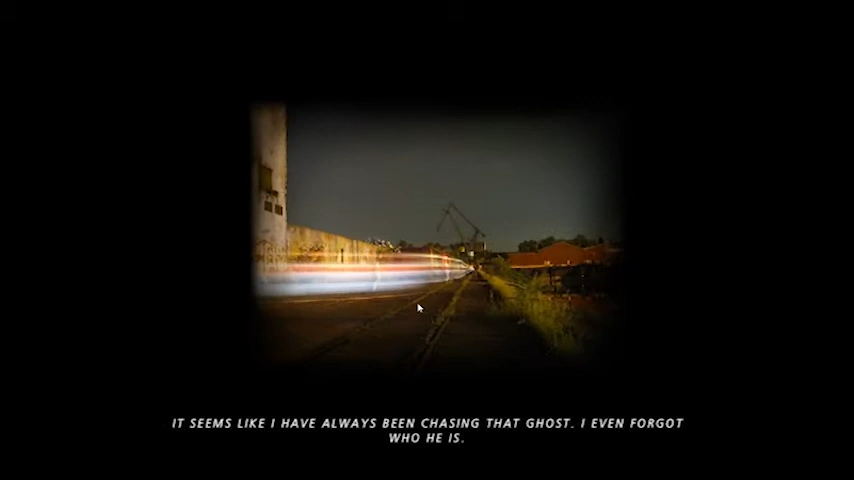 IT SEEMS LIKE I HAVE ALWAYS BEEN CHASING THAT GHOST. I EVEN FORGOT
WHO HE IS.